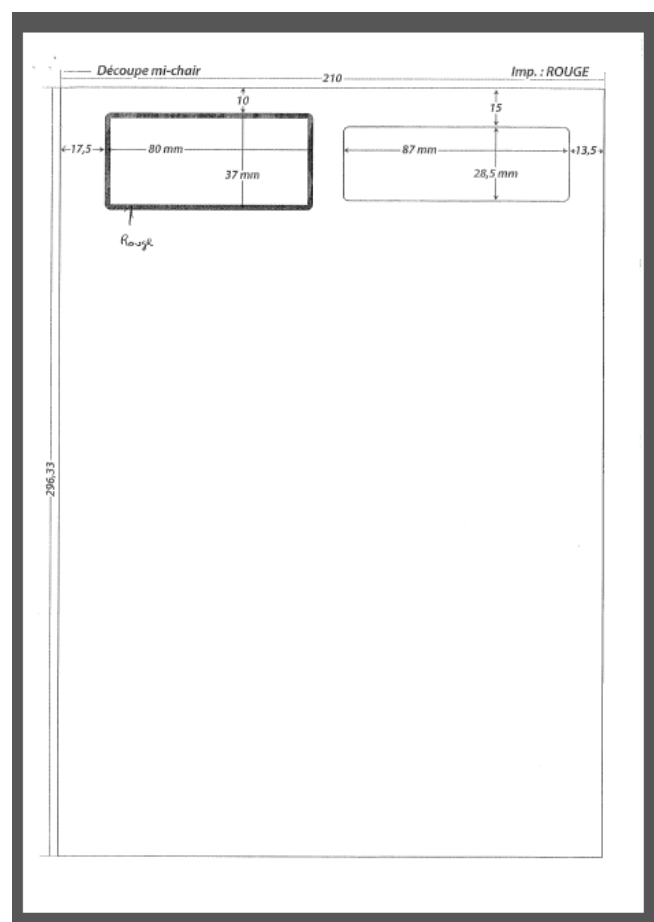 Découpe mi-chair
Imp. : ROUGE
210
10
15
17,5
80 mm
87 mm
13,5
37 mm
28,5 mm
Rouge
296,33